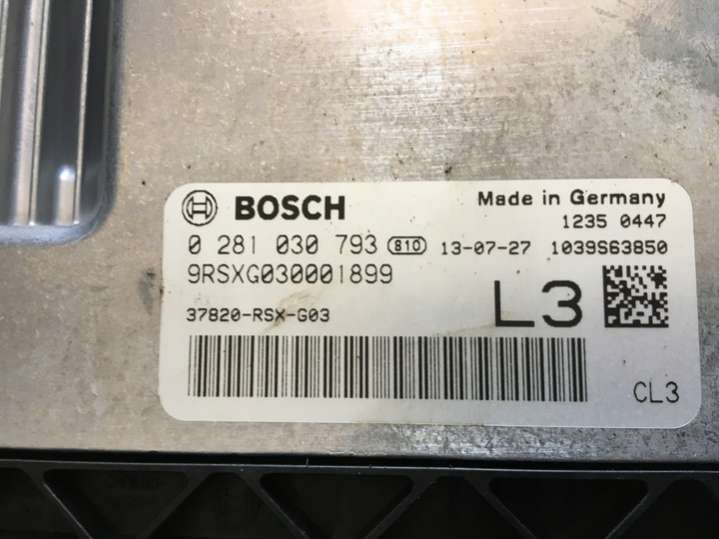 BOSCH
Made in Germany
1235 0447
0 281 030 793 810 13-07-27 1039S63850
9RSXG030001899
37820-RSX-G03
L3
CL3